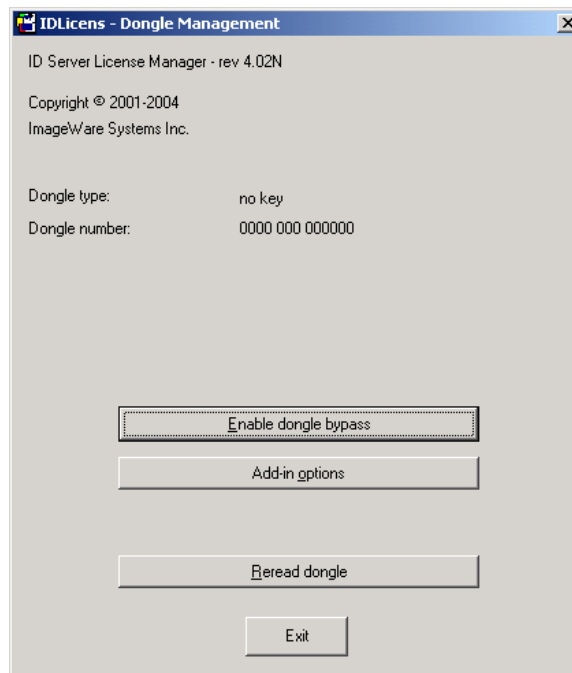 IDLicens - Dongle Management
ID Server License Manager - rev 4.02N
Copyright © 2001-2004
ImageWare Systems Inc.
Dongle type: no key
Dongle number: 0000 000 000000
Enable dongle bypass
Add-in options
Reread dongle
Exit